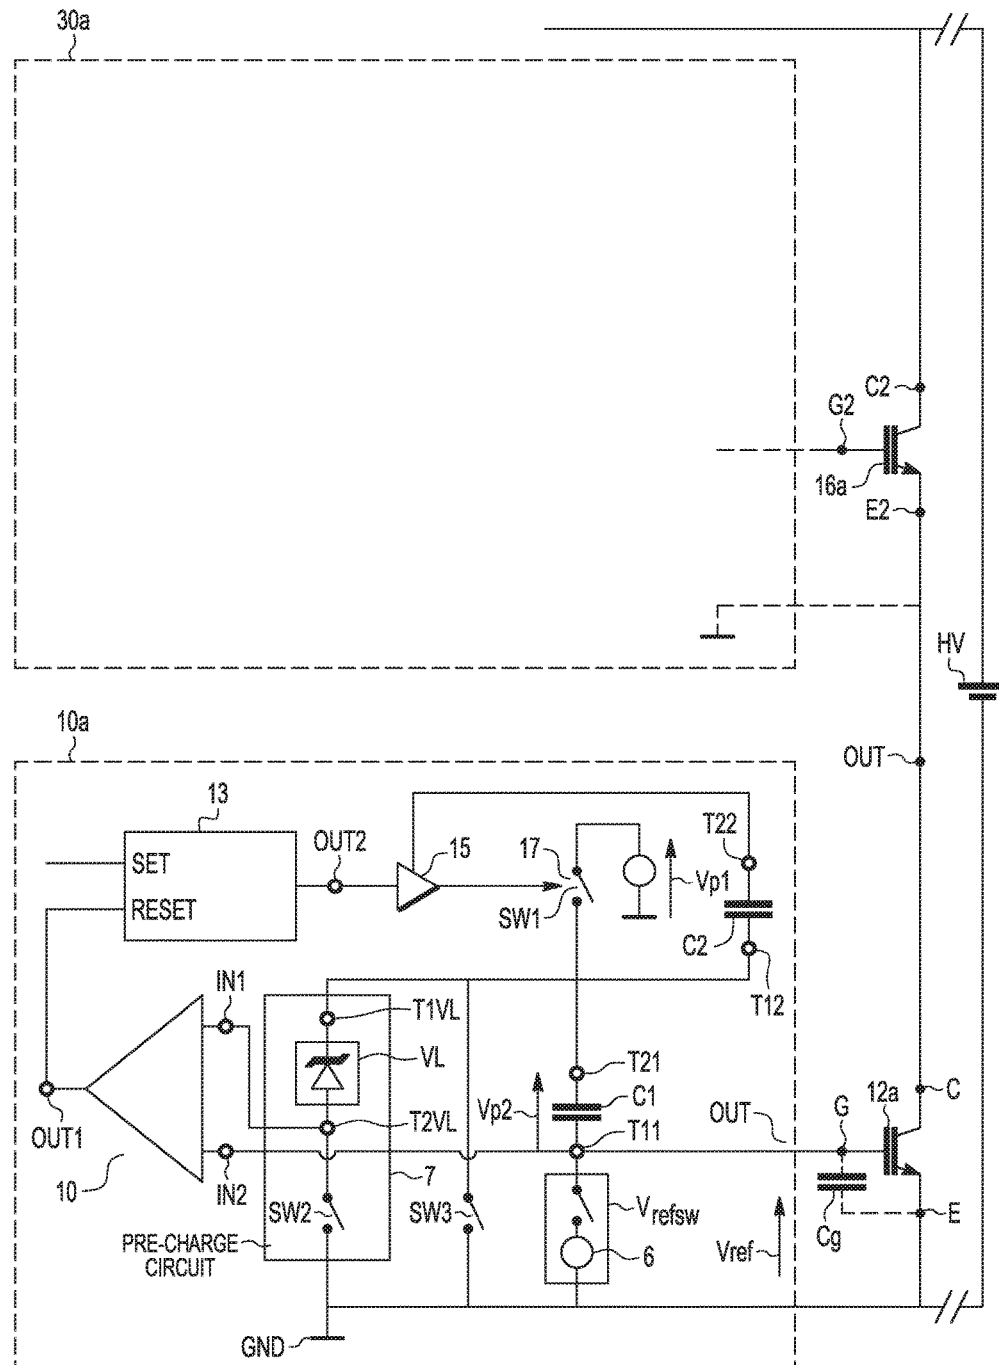 30a
C2
G2
16a
E2
HV
10a
OUT
13
SET
RESET
OUT2
15
17
SW1
Vp1
T22
C2
T12
IN1
T1VL
VL
T2VL
OUT1
10
IN2
7
SW2
PRE-CHARGE
CIRCUIT
SW3
Vp2
T21
C1
T11
OUT
G
12a
C
Vrefsw
6
Vref
Cg
E
GND